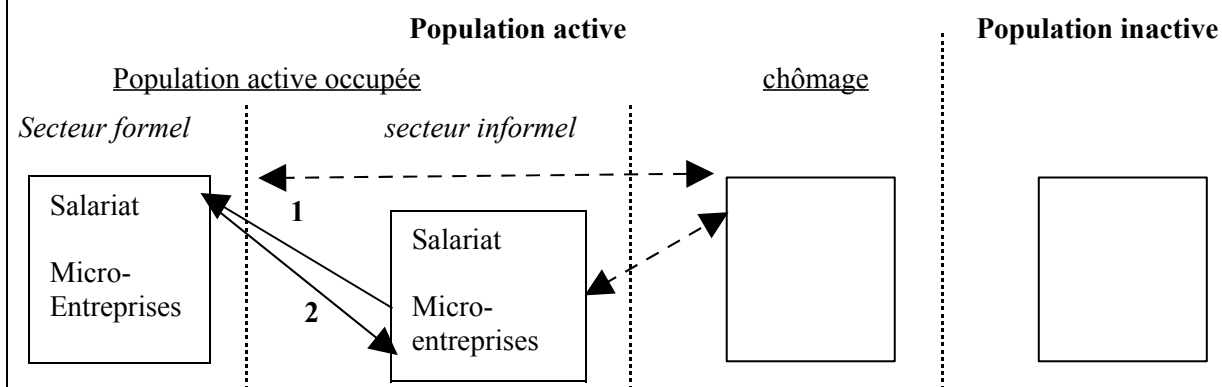 Population active
Population inactive
Population active occupée
chômage
Secteur formel
secteur informel
Salariat
Micro-
Entreprises
1
2
Salariat
Micro-
entreprises